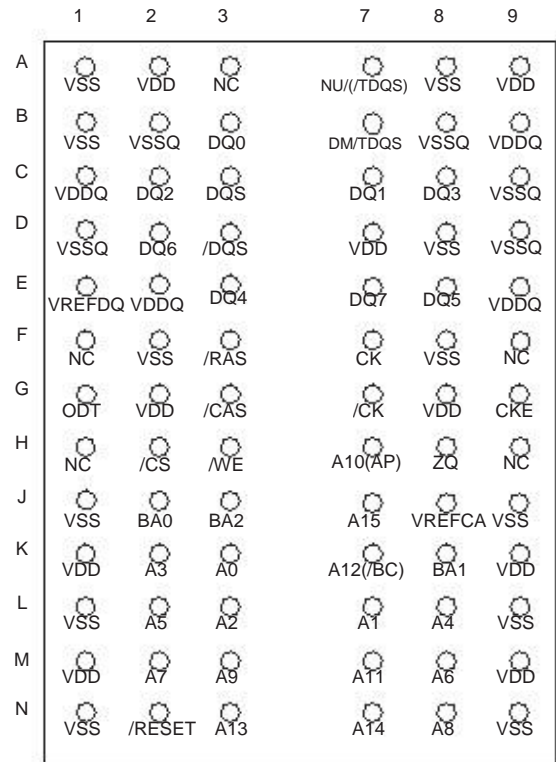 1 2 3 7 8 9
A
VSS VDD NC NU/(/TDQS) VSS VDD
B
VSS VSSQ DQ0 DM/TDQS VSSQ VDDQ
C
VDDQ DQ2 DQS DQ1 DQ3 VSSQ
D
VSSQ DQ6 /DQS VDD VSS VSSQ
E
VREFDQ VDDQ DQ4 DQ7 DQ5 VDDQ
F
NC VSS /RAS CK VSS NC
G
ODT VDD /CAS /CK VDD CKE
H
NC /CS /WE A10(AP) ZQ NC
J
VSS BA0 BA2 A15 VREFCA VSS
K
VDD A3 A0 A12(/BC) BA1 VDD
L
VSS A5 A2 A1 A4 VSS
M
VDD A7 A9 A11 A6 VDD
N
VSS /RESET A13 A14 A8 VSS